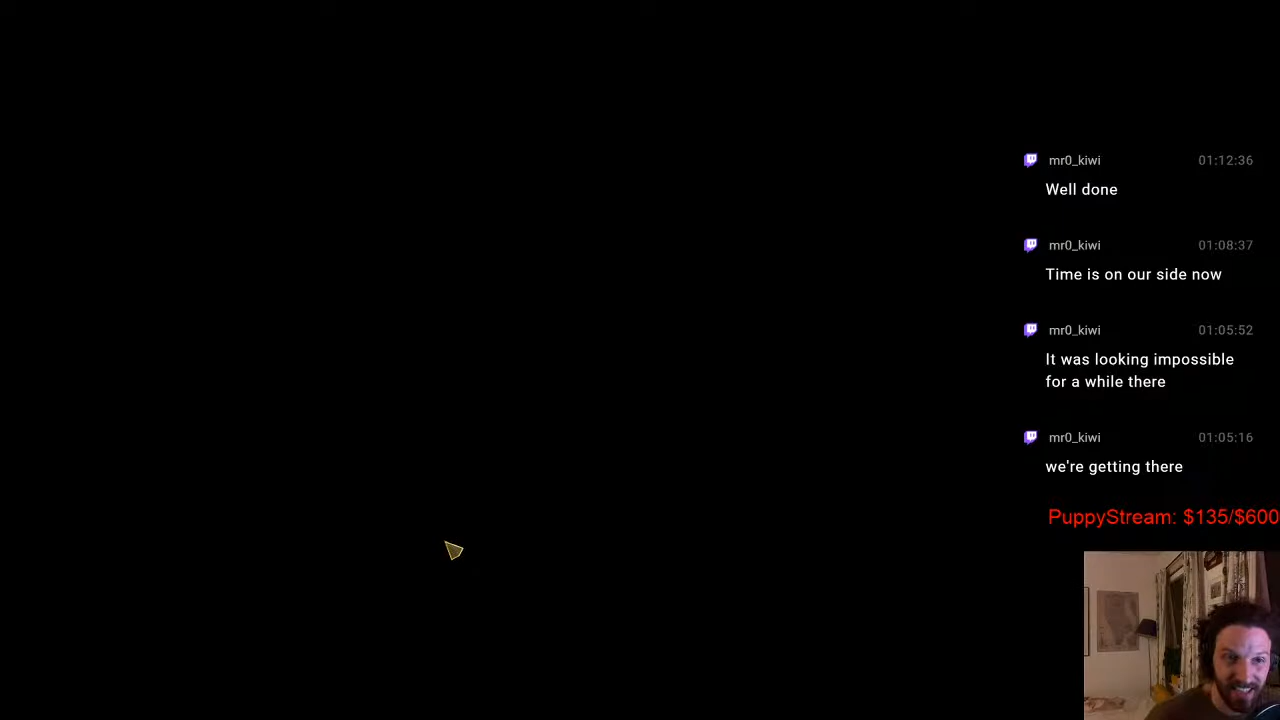 mr0_kiwi 01:12:36
Well done
mr0_kiwi 01:08:37
Time is on our side now
mr0_kiwi 01:05:52
It was looking impossible
for a while there
mr0_kiwi 01:05:16
we're getting there
PuppyStream: $135/$600